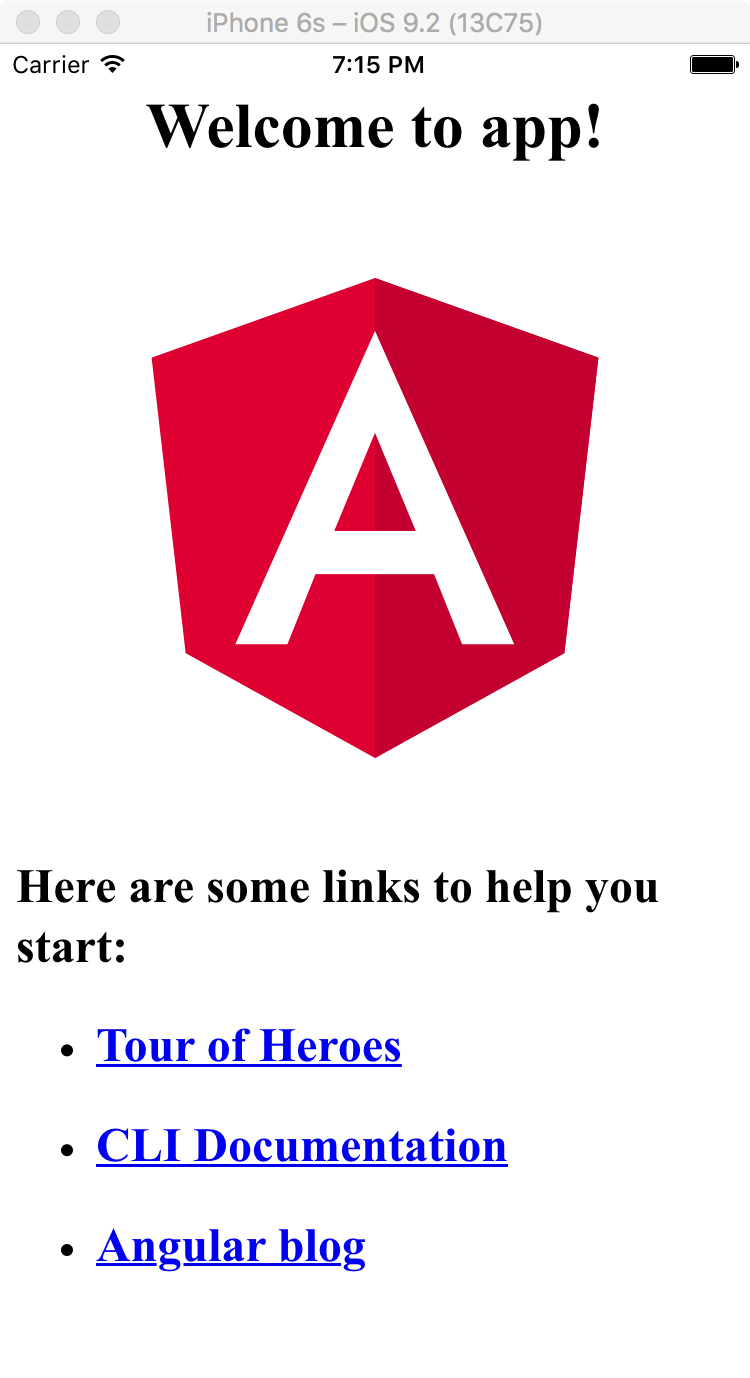 iPhone 6s – iOS 9.2 (13C75)
Carrier 7:15 PM
Welcome to app!
A
Here are some links to help you
start:
• Tour of Heroes
• CLI Documentation
• Angular blog